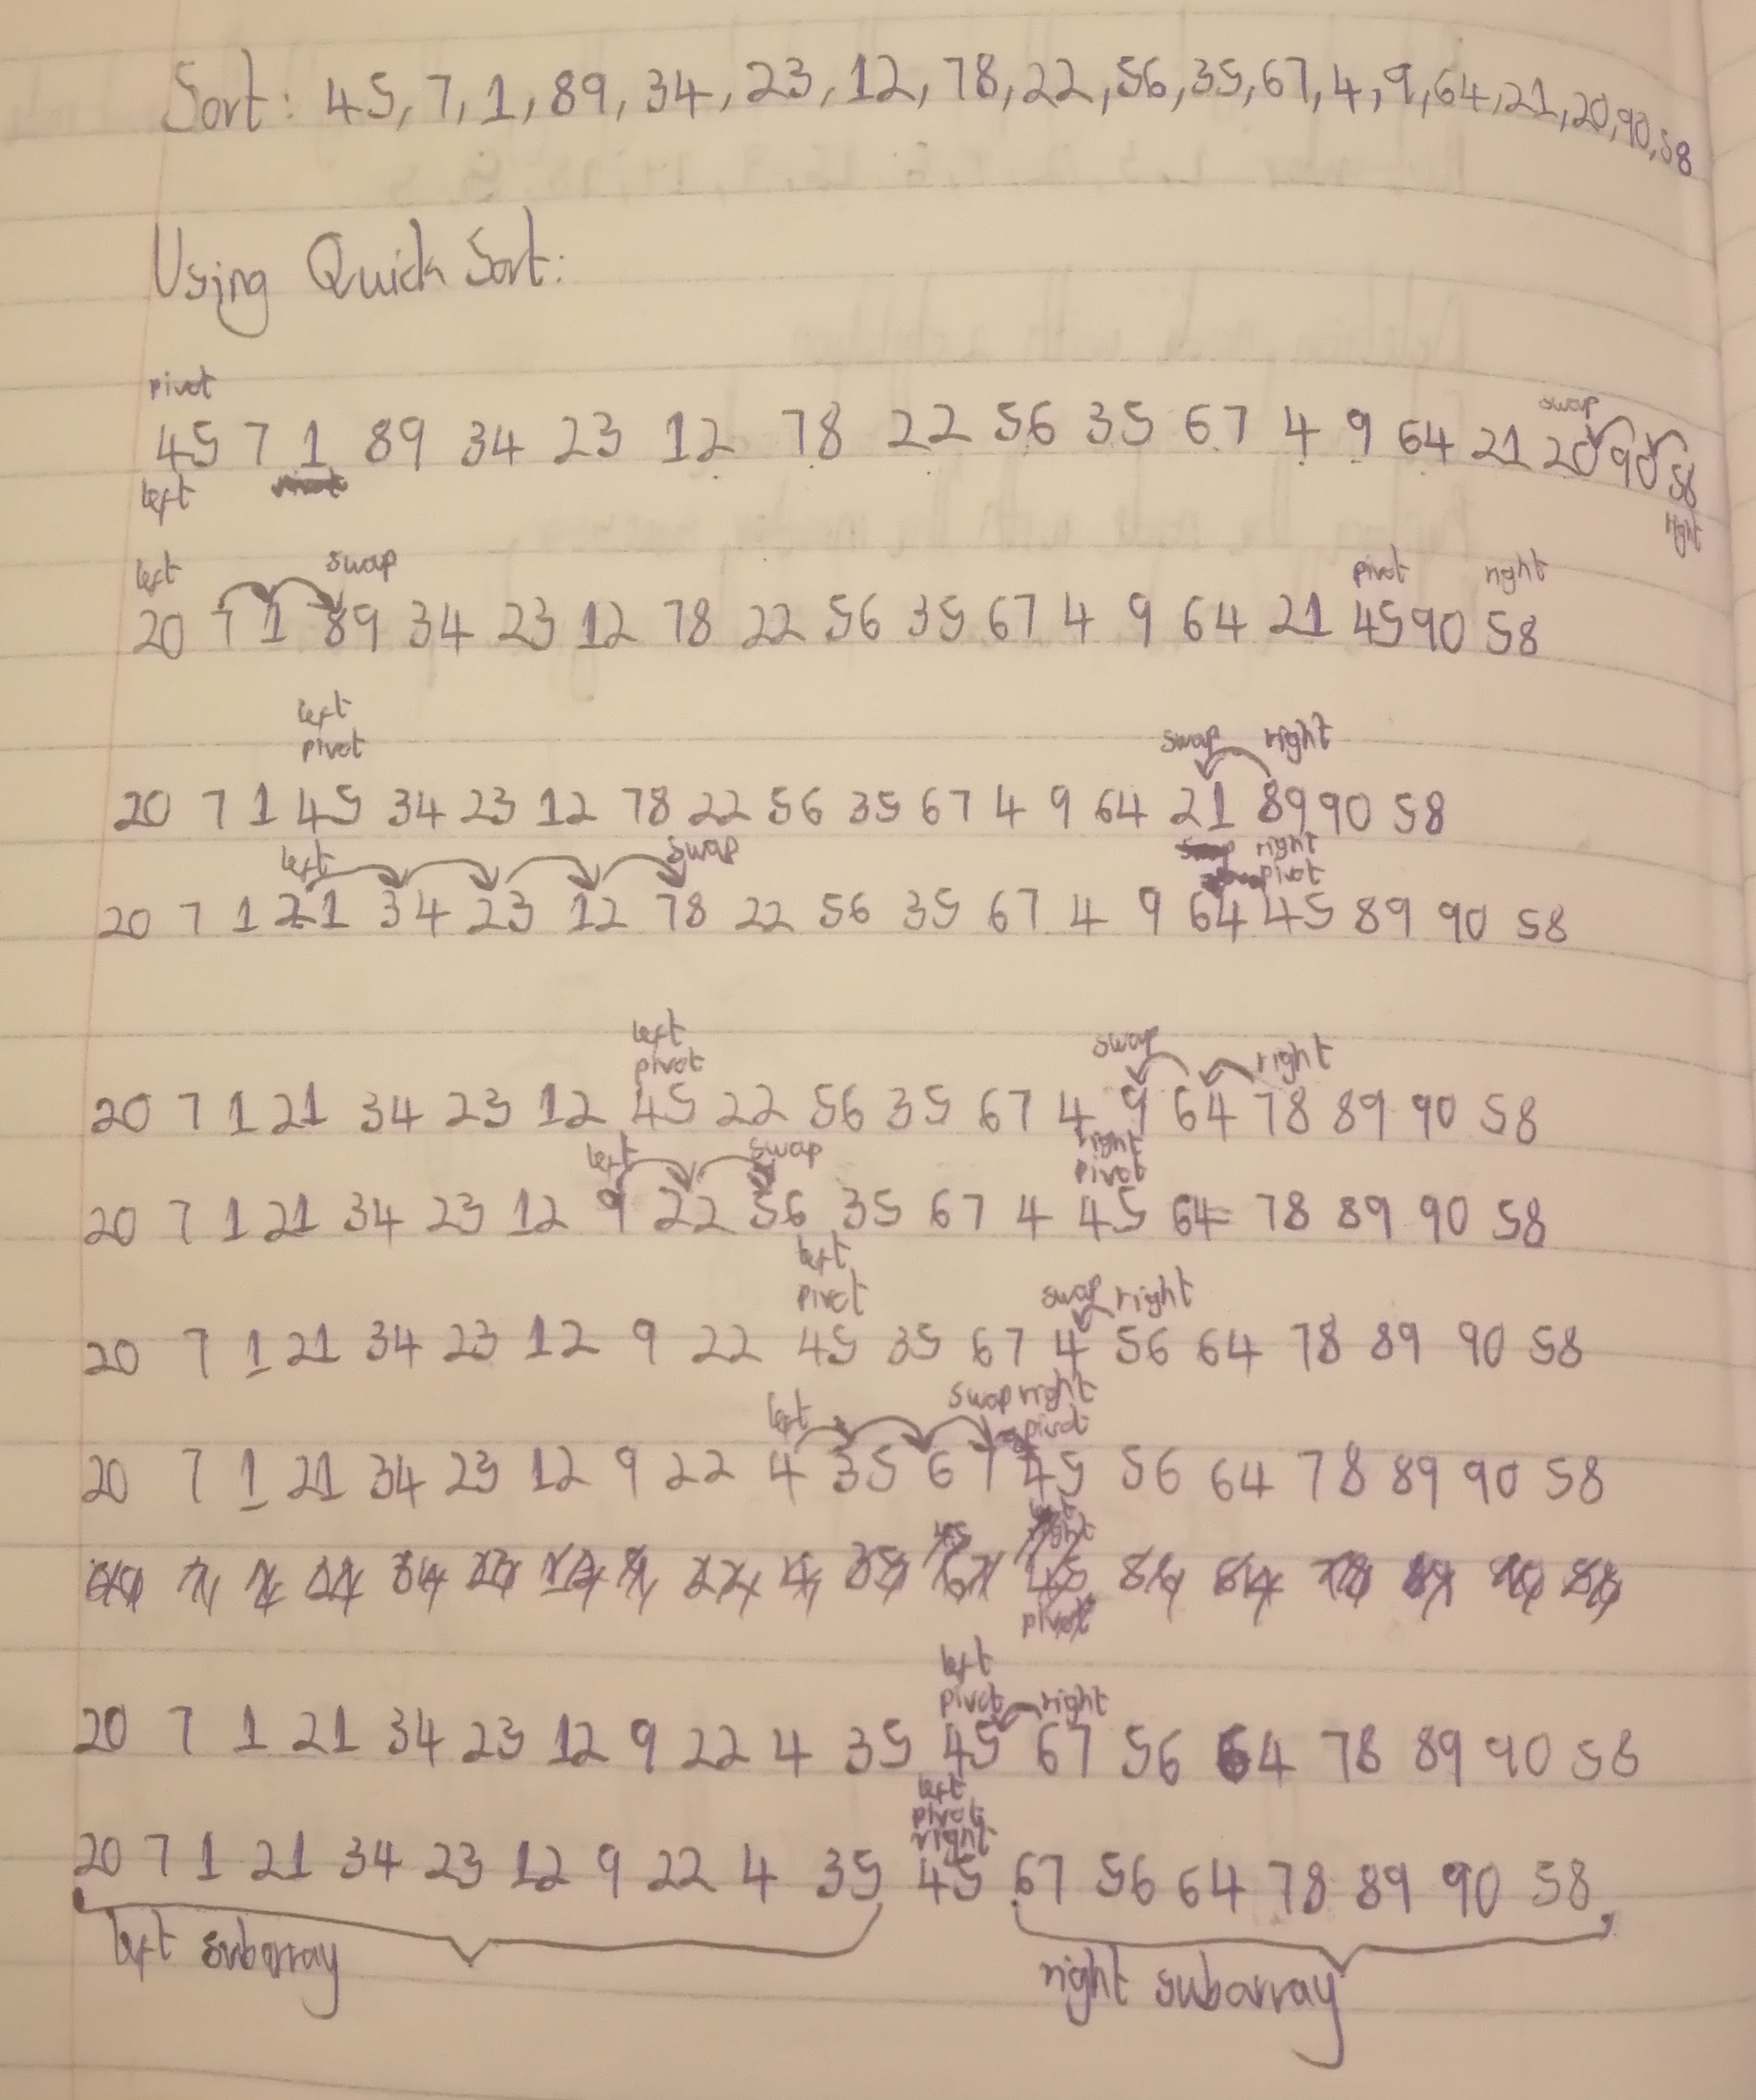 Sort: 45, 7, 1, 89, 34, 23, 12, 78, 22, 56, 35, 67, 4, 9, 64, 21, 20, 90, 58
Using Quick Sort:
pivot
swap
45 7 1 89 34 23 12 78 22 56 35 67 4 9 64 21 20 90 58
left
right
left swap pivot right
20 7 1 89 34 23 12 78 22 56 35 67 4 9 64 21 45 90 58
left
pivot swap right
20 7 1 45 34 23 12 78 22 56 35 67 4 9 64 21 89 90 58
left swap right
pivot
20 7 1 21 34 23 12 78 22 56 35 67 4 9 64 45 89 90 58
left
pivot swap right
20 7 1 21 34 23 12 45 22 56 35 67 4 9 64 78 89 90 58
left swap right
pivot
20 7 1 21 34 23 12 9 22 56 35 67 4 45 64 78 89 90 58
left
pivot swap right
20 7 1 21 34 23 12 9 22 45 35 67 4 56 64 78 89 90 58
left swap right
pivot
20 7 1 21 34 23 12 9 22 4 35 67 45 56 64 78 89 90 58
pivot
left
pivot right
20 7 1 21 34 23 12 9 22 4 35 45 67 56 64 78 89 90 58
left
pivot
right
20 7 1 21 34 23 12 9 22 4 35 45 67 56 64 78 89 90 58
left subarray
right subarray